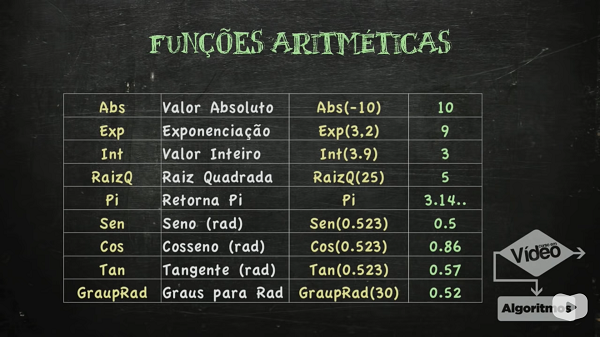 FUNÇÕES ARITMÉTICAS
Abs Valor Absoluto Abs(-10) 10
Exp Exponenciação Exp(3,2) 9
Int Valor Inteiro Int(3.9) 3
RaizQ Raiz Quadrada RaizQ(25) 5
Pi Retorna Pi Pi 3.14..
Sen Seno (rad) Sen(0.523) 0.5
Cos Cosseno (rad) Cos(0.523) 0.86
Tan Tangente (rad) Tan(0.523) 0.57
GraupRad Graus para Rad GraupRad(30) 0.52
Vídeo
Algoritmos